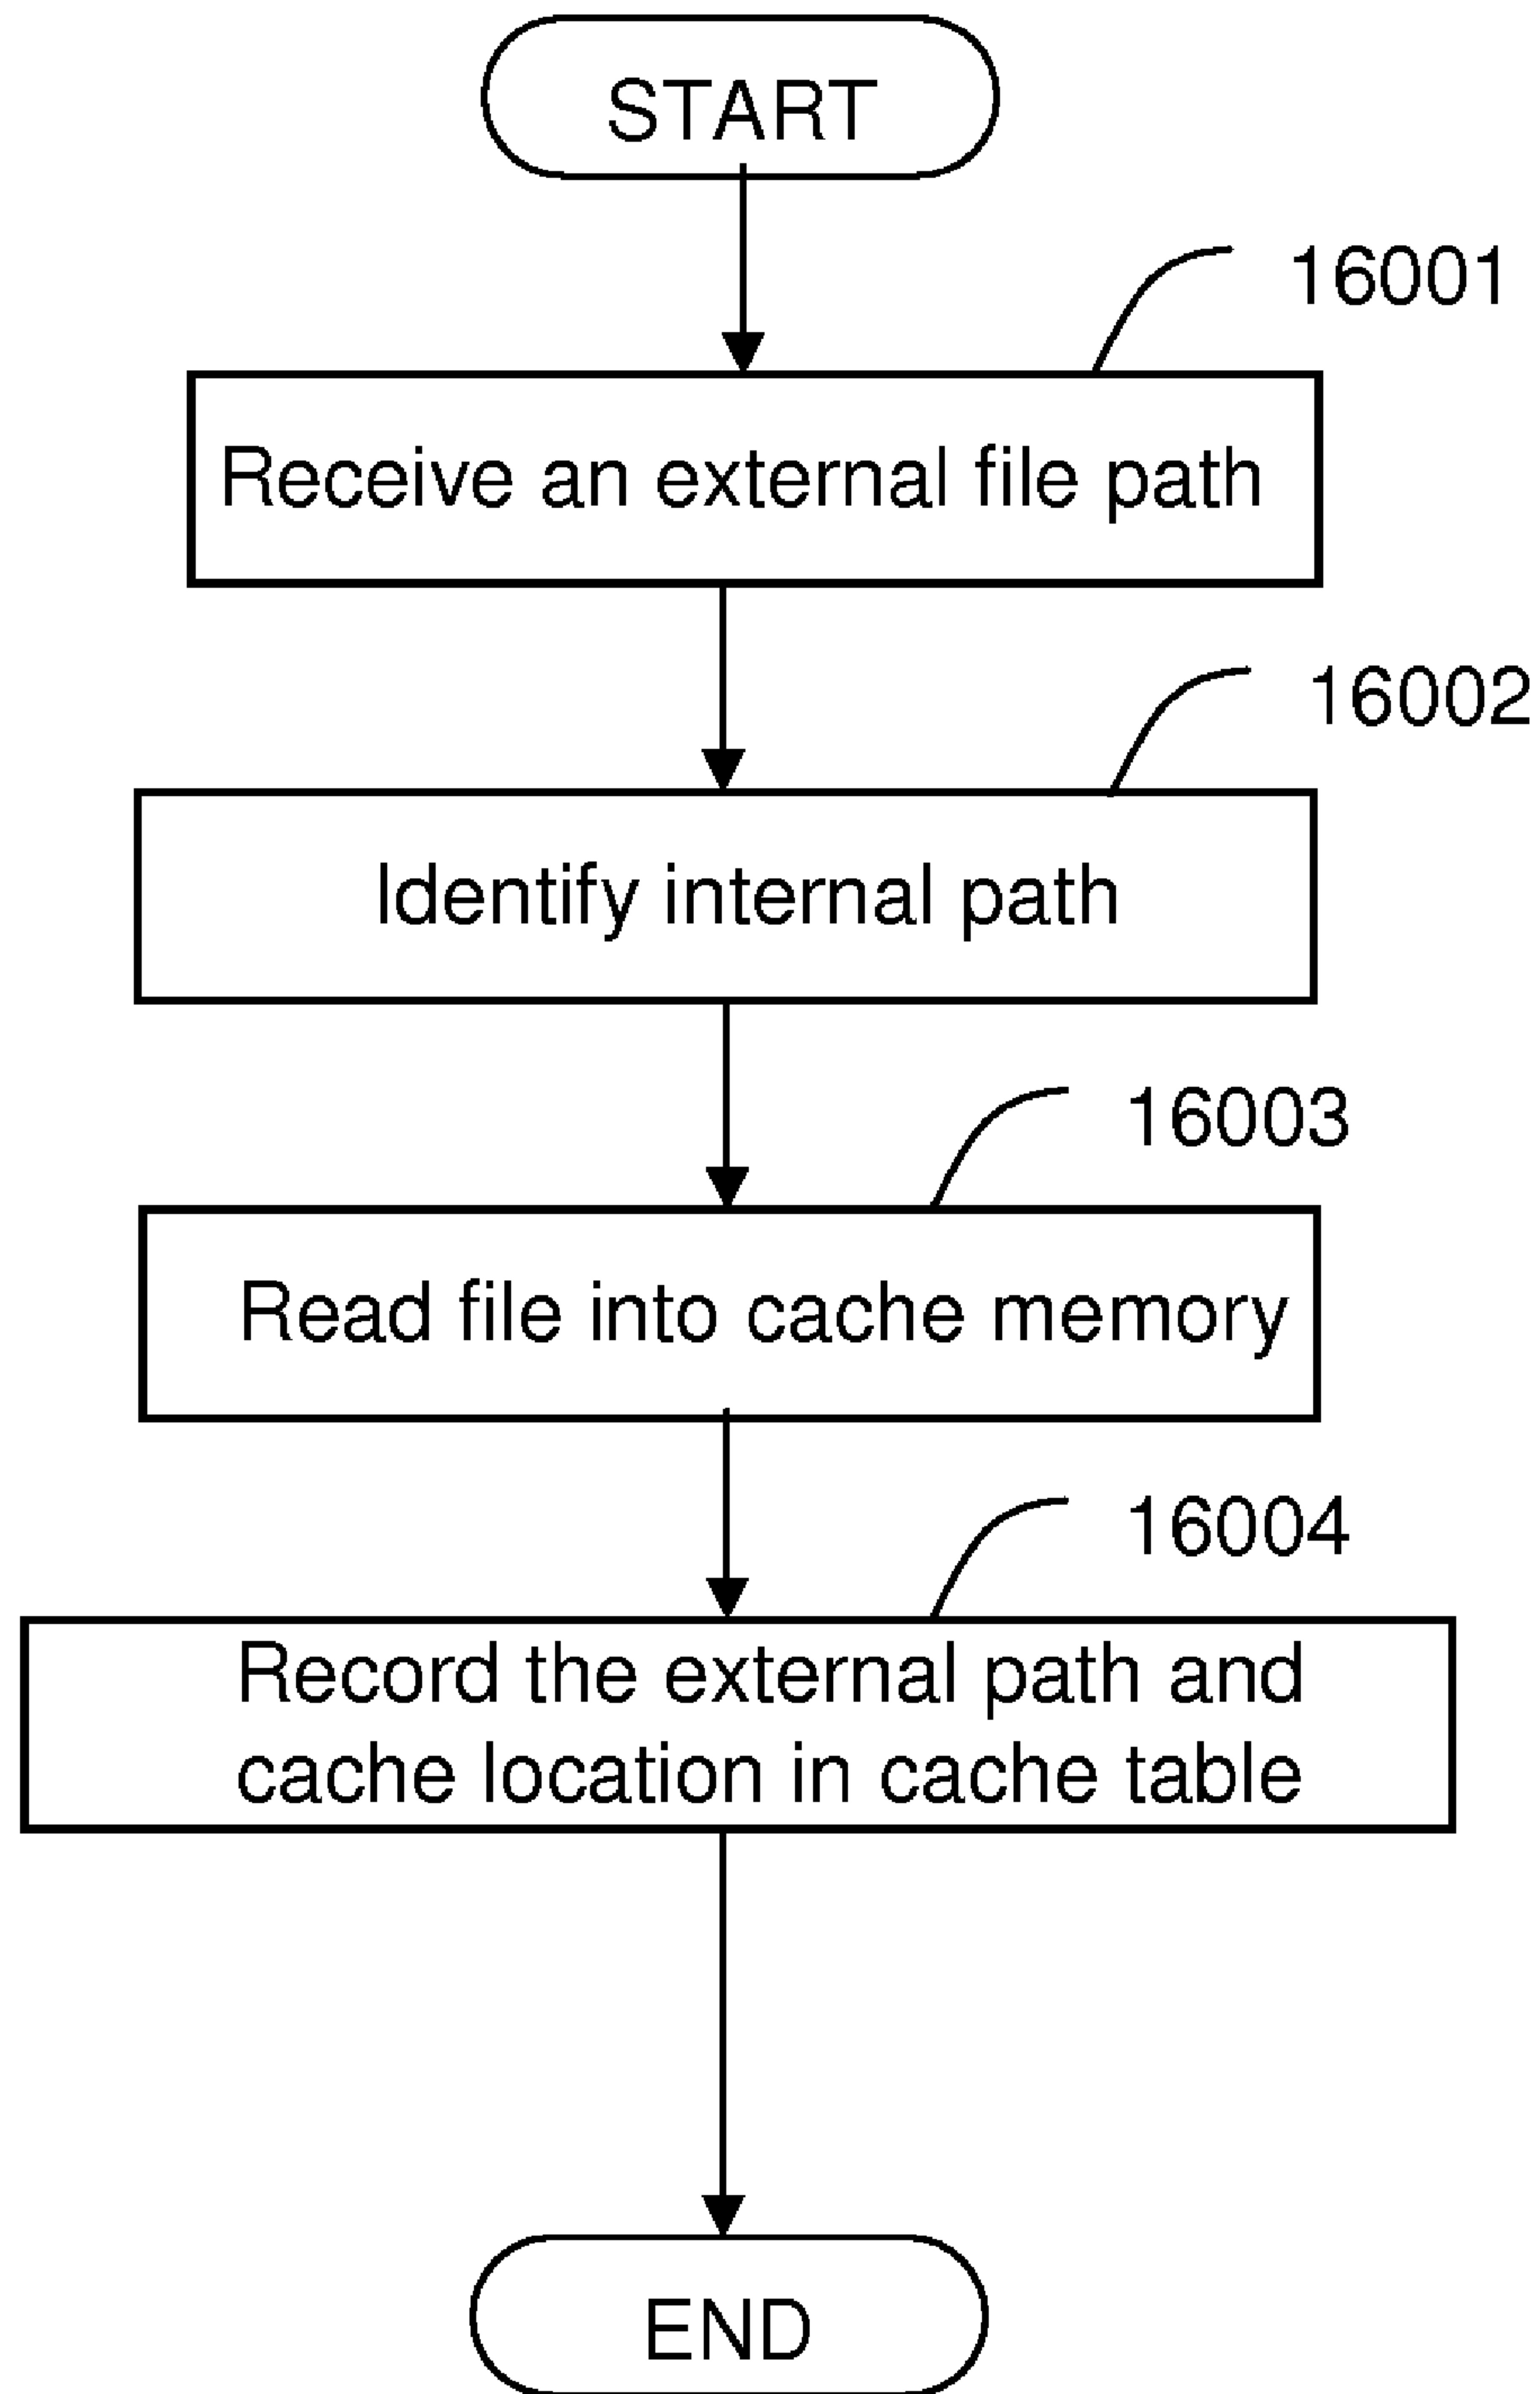 START
16001
Receive an external file path
16002
Identify internal path
16003
Read file into cache memory
16004
Record the external path and
cache location in cache table
END